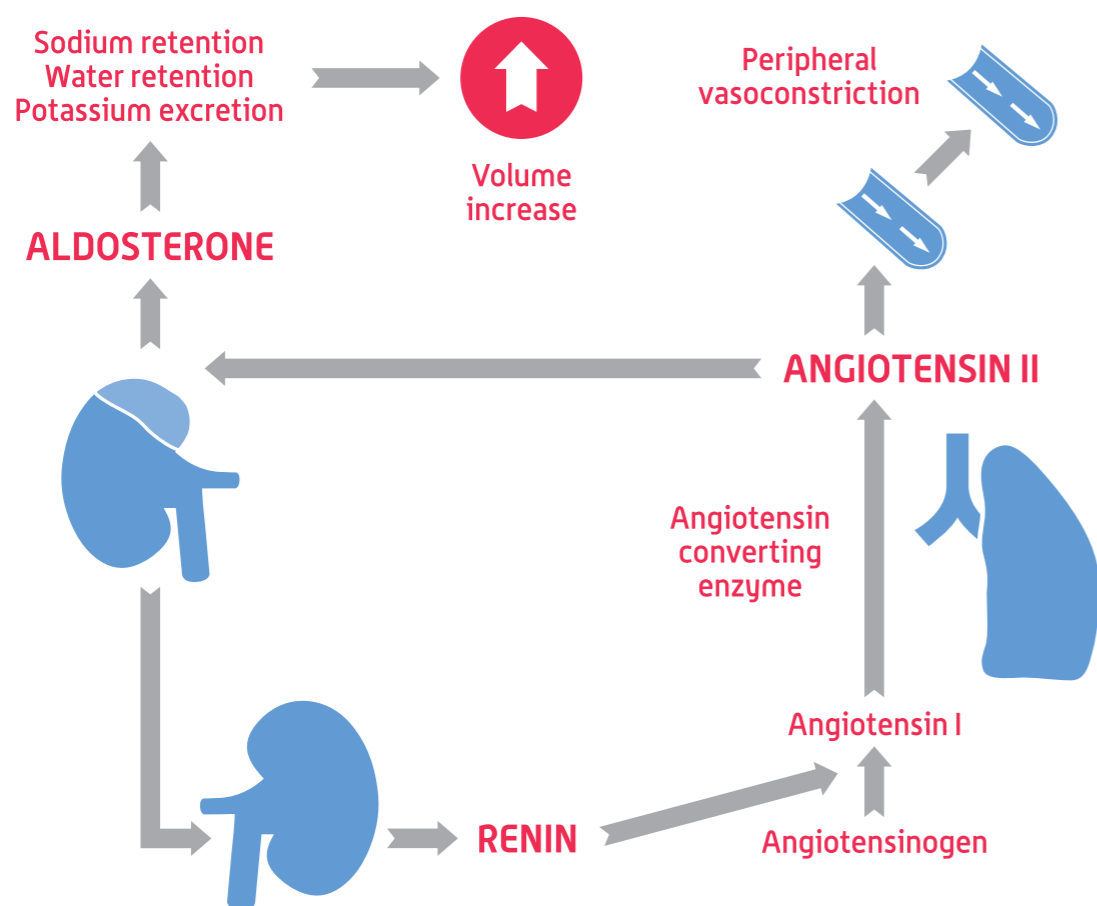 Sodium retention
Water retention
Potassium excretion
Volume
increase
Peripheral
vasoconstriction
ALDOSTERONE
ANGIOTENSIN II
Angiotensin
converting
enzyme
Angiotensin I
RENIN
Angiotensinogen